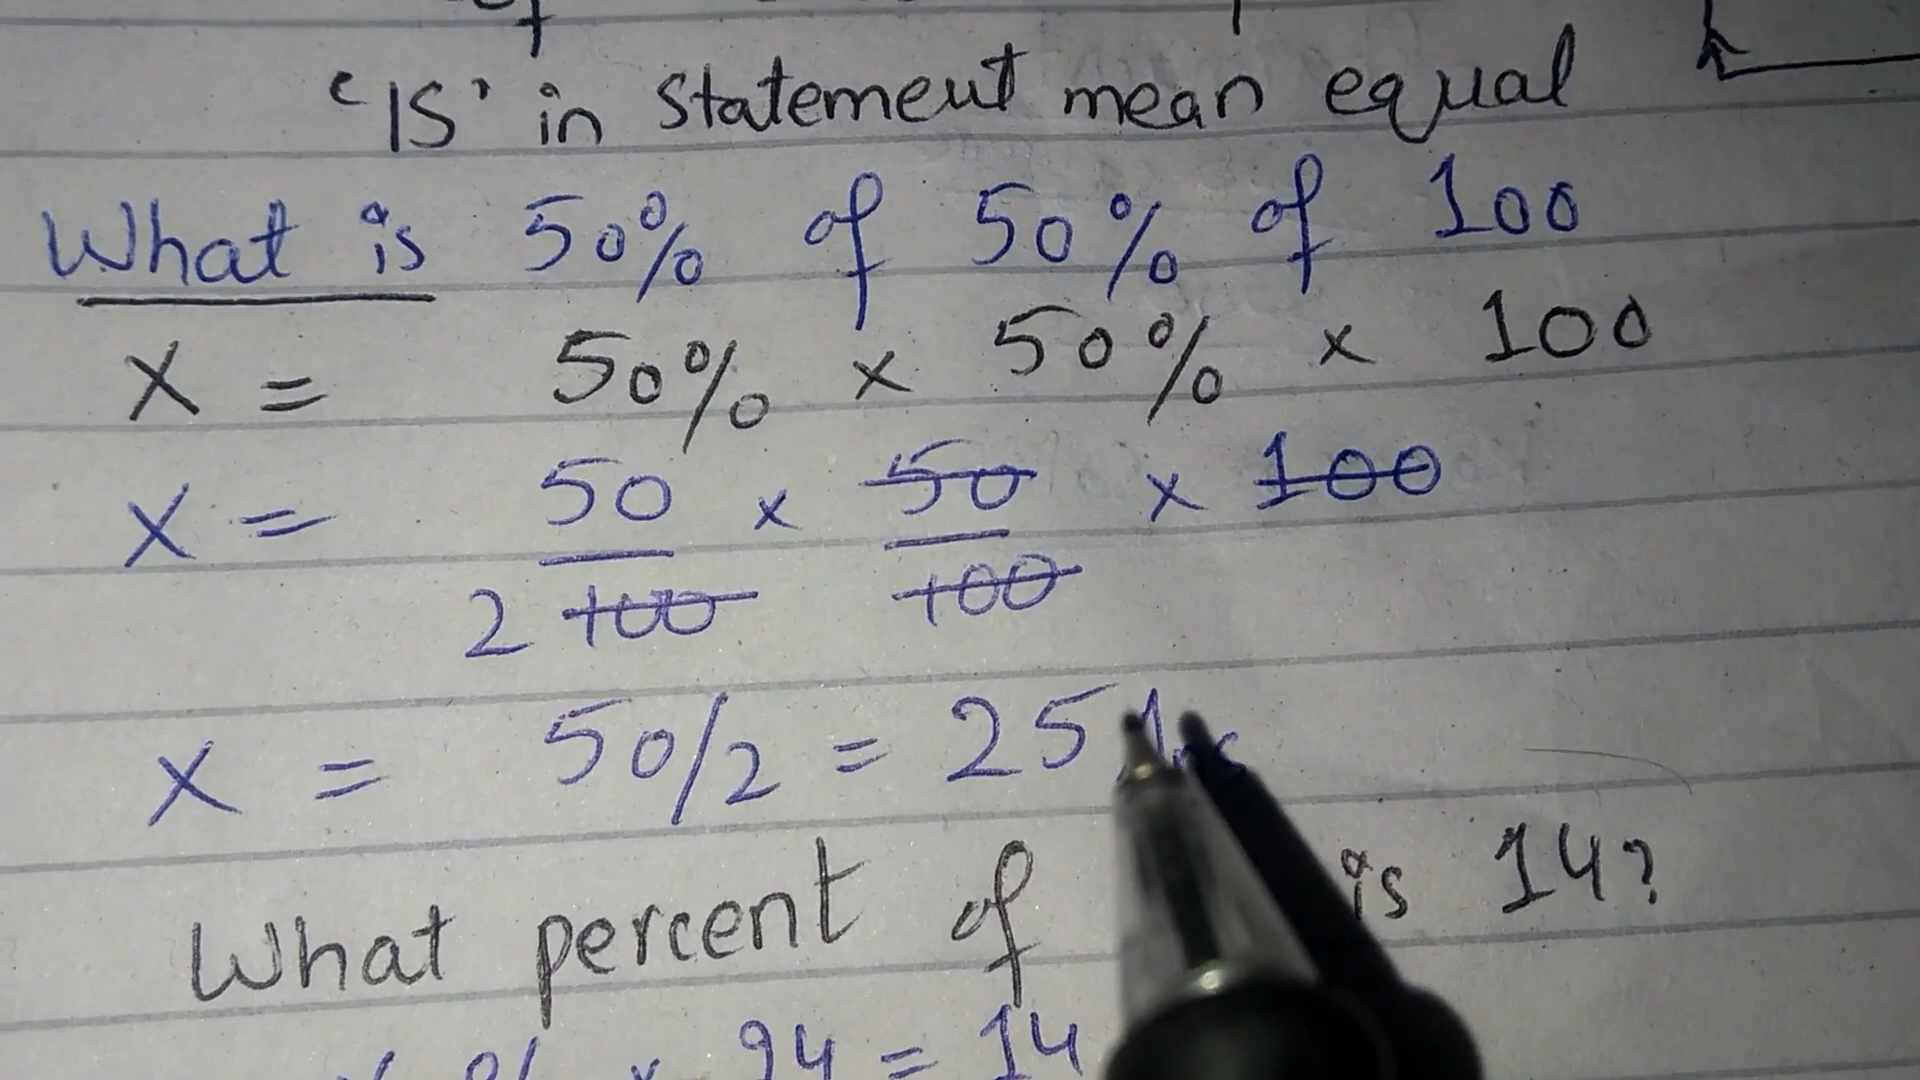 'IS' in statement mean equal
What is 50% of 50% of 100
X = 50% x 50% x 100
X = 50 x 50 x 100
2 100 100
X = 50/2 = 25 Ans
What percent of is 14?
% x 94 = 14